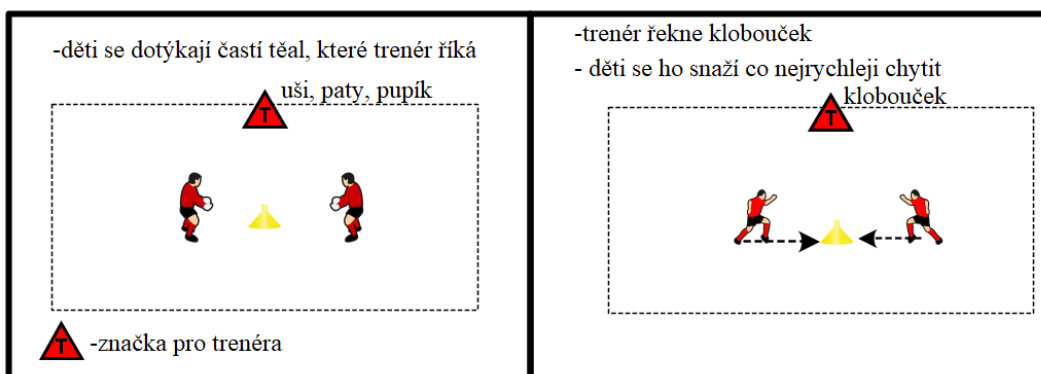 -děti se dotýkají častí těal, které trenér říká
uši, paty, pupík
T
T -značka pro trenéra
-trenér řekne klobouček
- děti se ho snaží co nejrychleji chytit
klobouček
T